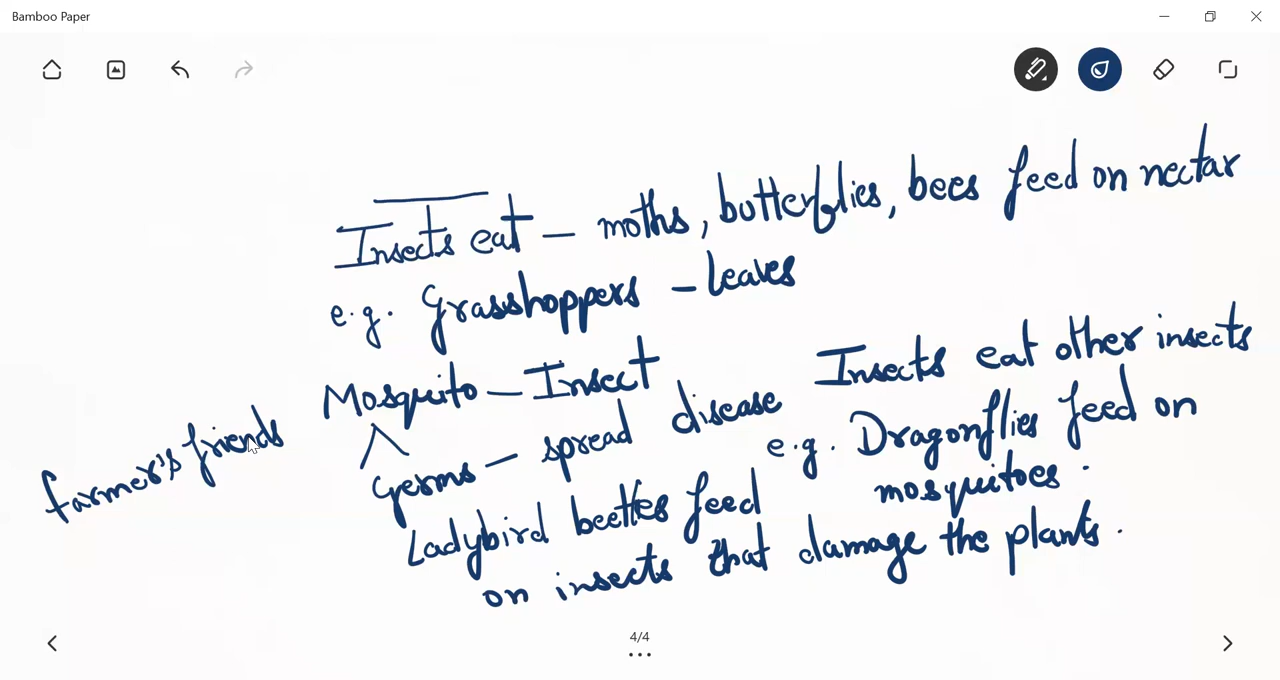 Bamboo Paper
Insects eat – moths, butterflies, bees feed on nectar
e.g. Grasshoppers – leaves
Mosquito – Insect
Germs – spread disease
Insects eat other insects
e.g. Dragonflies feed on
mosquitoes.
Ladybird beetles feed
on insects that damage the plants.
farmer's friends
4/4